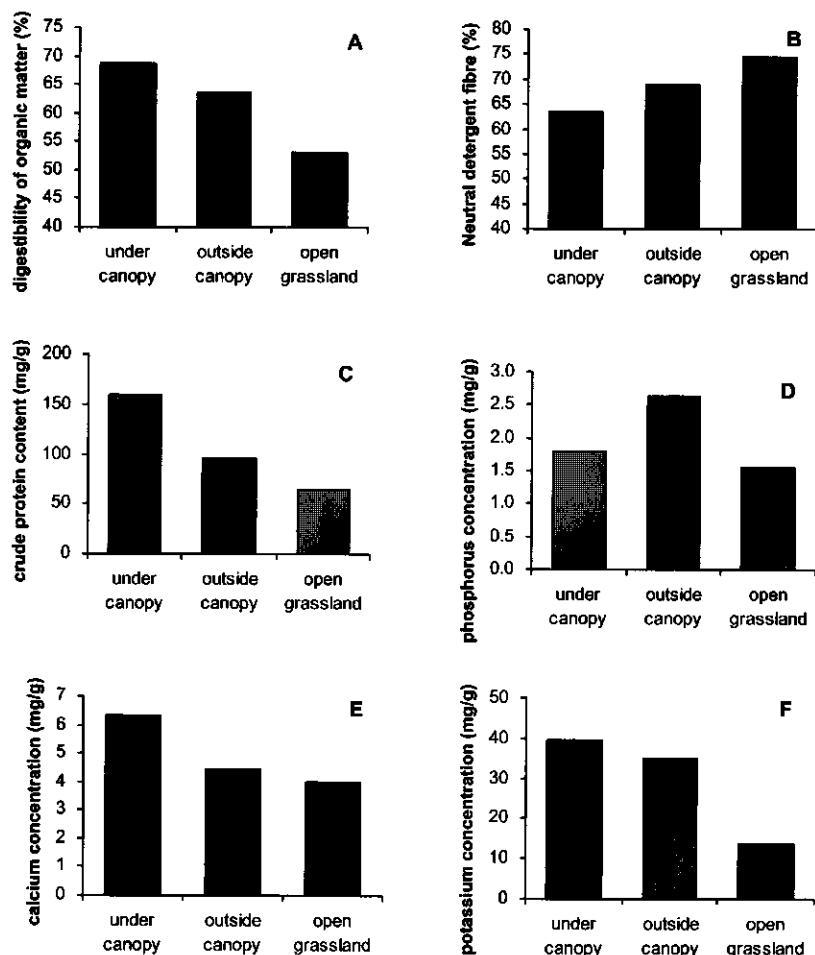 digestibility of organic matter (%)
75
70
65
60
55
50
45
40
A
under
canopy
outside
canopy
open
grassland
Neutral detergent fibre (%)
80
75
70
65
60
55
50
45
40
B
under
canopy
outside
canopy
open
grassland
crude protein content (mg/g)
200
150
100
50
0
C
under
canopy
outside
canopy
open
grassland
phosphorus concentration (mg/g)
3.0
2.5
2.0
1.5
1.0
0.5
0.0
D
under
canopy
outside
canopy
open
grassland
calcium concentration (mg/g)
7
6
5
4
3
2
1
0
E
under
canopy
outside
canopy
open
grassland
potassium concentration (mg/g)
50
40
30
20
10
0
F
under
canopy
outside
canopy
open
grassland